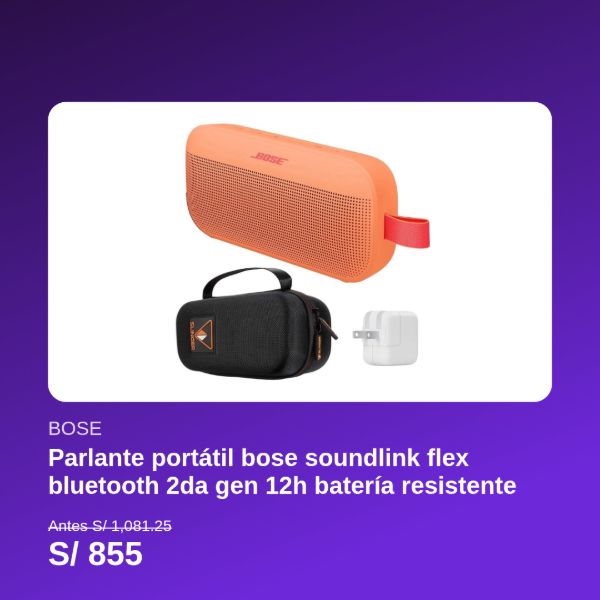 BOSE
BOSE
Parlante portátil bose soundlink flex
bluetooth 2da gen 12h batería resistente
Antes S/ 1,081.25
S/ 855